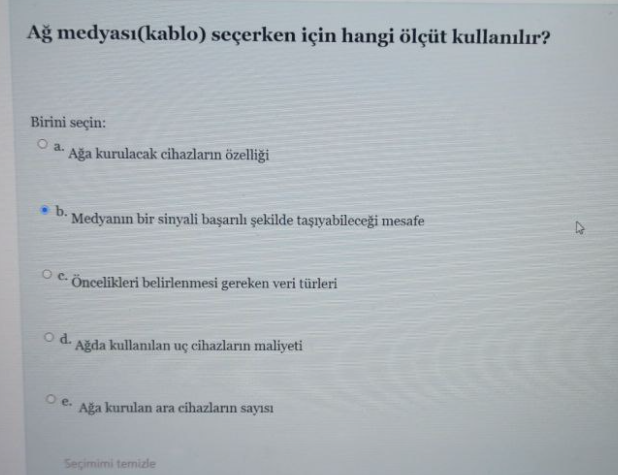 Ağ medyası(kablo) seçerken için hangi ölçüt kullanılır?
Birini seçin:
a. Ağa kurulacak cihazların özelliği
b. Medyanın bir sinyali başarılı şekilde taşıyabileceği mesafe
c. Öncelikleri belirlenmesi gereken veri türleri
d. Ağda kullanılan uç cihazların maliyeti
e. Ağa kurulan ara cihazların sayısı
Seçimimi temizle